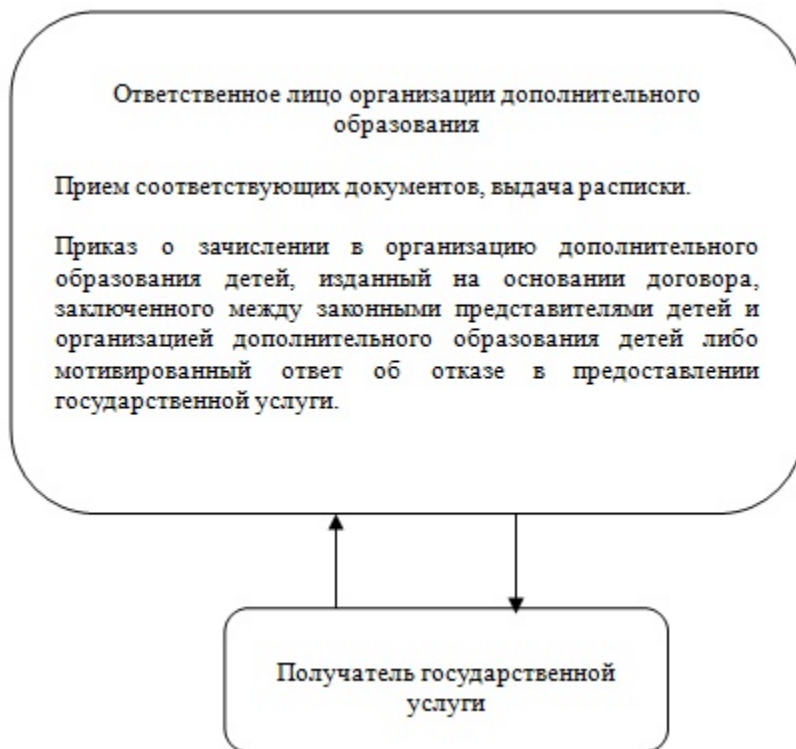 Ответственное лицо организации дополнительного
образования
Прием соответствующих документов, выдача расписки.
Приказ о зачислении в организацию дополнительного
образования детей, изданный на основании договора,
заключенного между законными представителями детей и
организацией дополнительного образования детей либо
мотивированный ответ об отказе в предоставлении
государственной услуги.
Получатель государственной
услуги